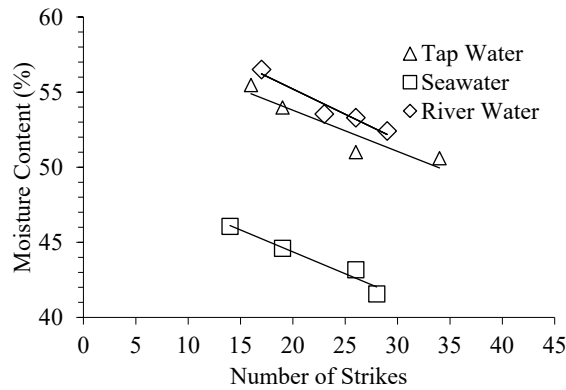 60
55
50
45
40
Moisture Content (%)
Tap Water
Seawater
River Water
0 5 10 15 20 25 30 35 40 45
Number of Strikes